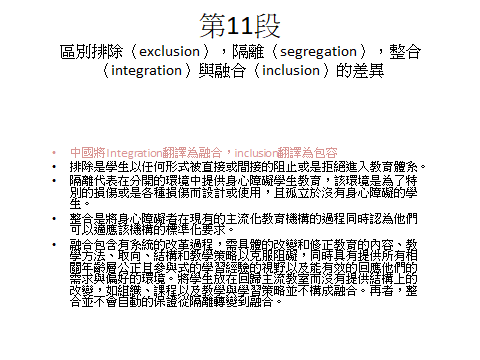 第11段
區別排除（exclusion），隔離（segregation），整合
（integration）與融合（inclusion）的差異
• 中國將Integration翻譯為融合，inclusion翻譯為包容
• 排除是學生以任何形式被直接或間接的阻止或是拒絕進入教育體系。
• 隔離代表在分開的環境中提供身心障礙學生教育，該環境是為了特
別的損傷或是各種損傷而設計或使用，且孤立於沒有身心障礙的學
生。
• 整合是將身心障礙者在現有的主流化教育機構的過程同時認為他們
可以適應該機構的標準化要求。
• 融合包含有系統的改革過程，需具體的改變和修正教育的內容、教
學方法、取向、結構和教學策略以克服阻礙，同時具有提供所有相
關年齡層公正且參與式的學習經驗的視野以及能有效的回應他們的
需求與偏好的環境。將學生放在回歸主流教室而沒有提供結構上的
改變，如組織、課程以及教學與學習策略並不構成融合。再者，整
合並不會自動的保證從隔離轉變到融合。